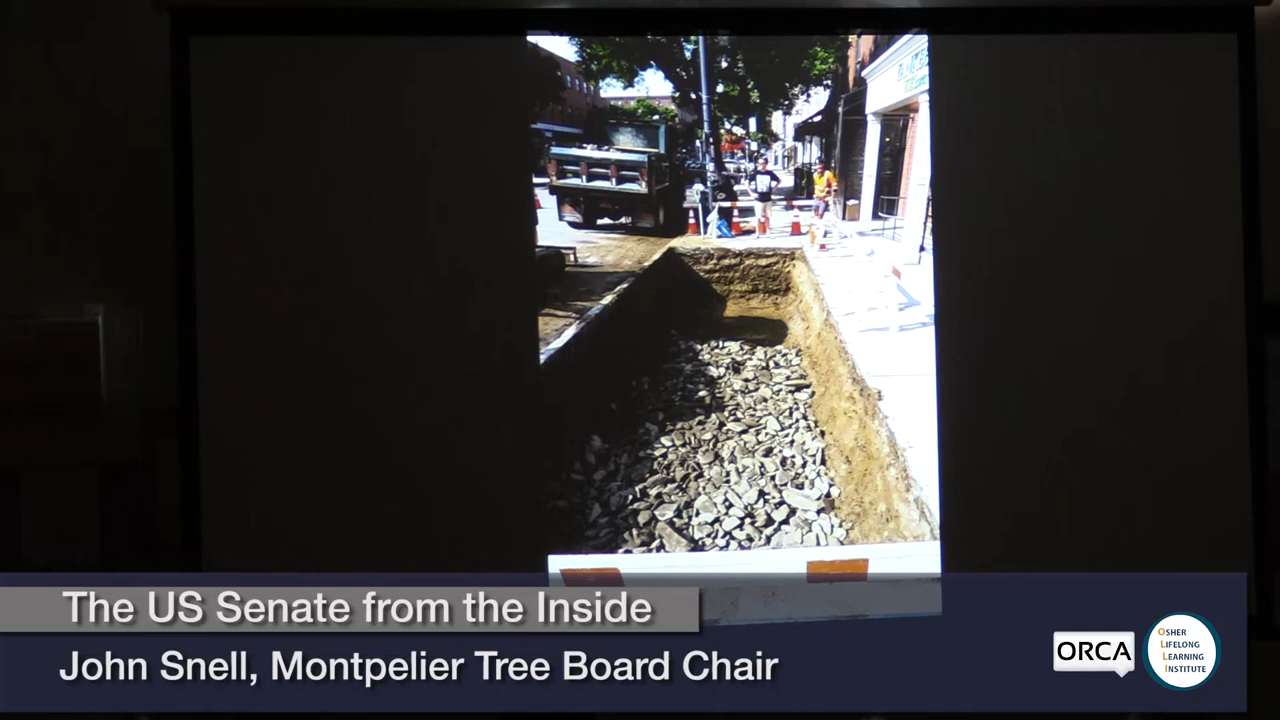 The US Senate from the Inside
John Snell, Montpelier Tree Board Chair
ORCA
OSHER
LIFELONG
LEARNING
INSTITUTE